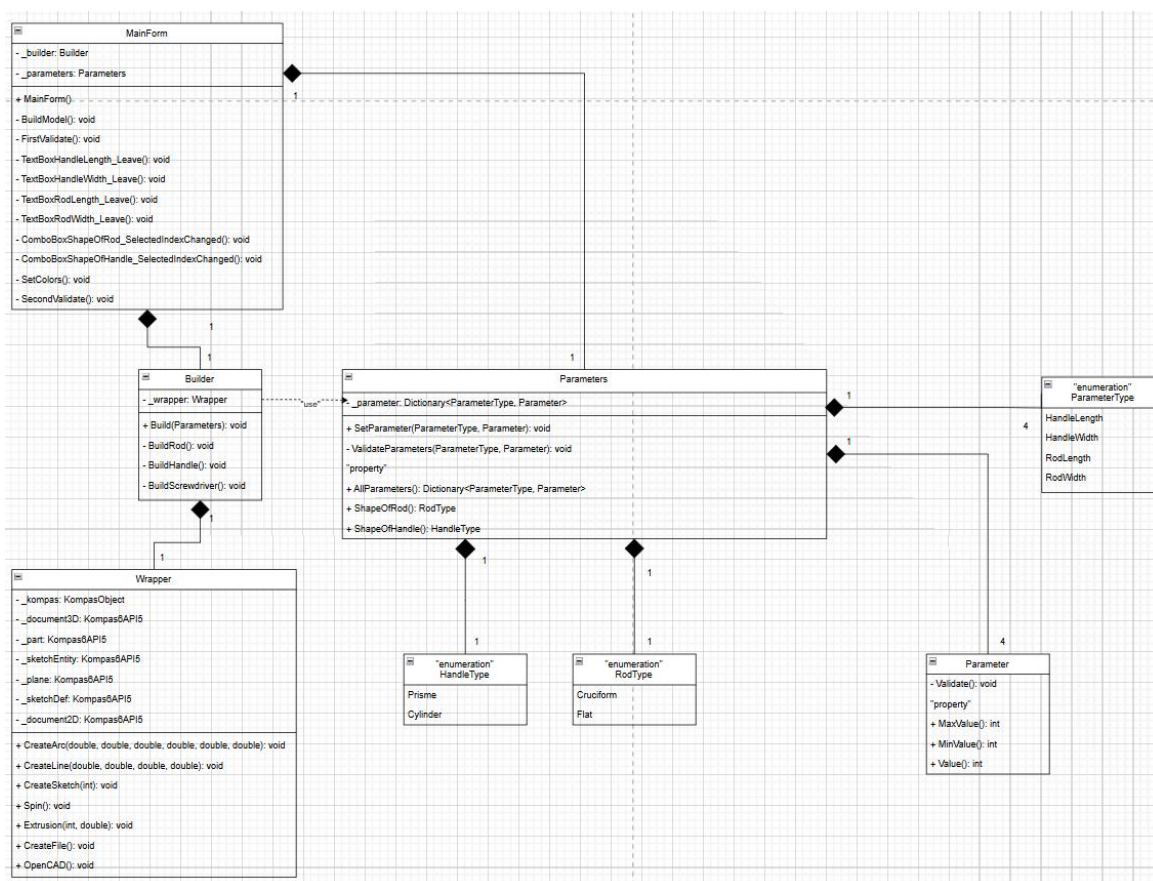 MainForm
- _builder: Builder
- _parameters: Parameters
+ MainForm()
- BuildModel(): void
- FirstValidate(): void
- TextBoxHandleLength_Leave(): void
- TextBoxHandleWidth_Leave(): void
- TextBoxRodLength_Leave(): void
- TextBoxRodWidth_Leave(): void
- ComboBoxShapeOfRod_SelectedIndexChanged(): void
- ComboBoxShapeOfHandle_SelectedIndexChanged(): void
- SetColors(): void
- SecondValidate(): void
1
1
1
1
Builder
- _wrapper: Wrapper
+ Build(Parameters): void
- BuildRod(): void
- BuildHandle(): void
- BuildScrewdriver(): void
"use"
Parameters
- _parameter: Dictionary<ParameterType, Parameter>
+ SetParameter(ParameterType, Parameter): void
- ValidateParameters(ParameterType, Parameter): void
"property"
+ AllParameters(): Dictionary<ParameterType, Parameter>
+ ShapeOfRod(): RodType
+ ShapeOfHandle(): HandleType
1
4
1
"enumeration"
ParameterType
HandleLength
HandleWidth
RodLength
RodWidth
1
1
Wrapper
- _kompas: KompasObject
- _document3D: Kompas6API5
- _part: Kompas6API5
- _sketchEntity: Kompas6API5
- _plane: Kompas6API5
- _sketchDef: Kompas6API5
- _document2D: Kompas6API5
+ CreateArc(double, double, double, double, double, double): void
+ CreateLine(double, double, double, double): void
+ CreateSketch(int): void
+ Spin(): void
+ Extrusion(int, double): void
+ CreateFile(): void
+ OpenCAD(): void
1
1
"enumeration"
HandleType
Prisme
Cylinder
1
1
"enumeration"
RodType
Cruciform
Flat
4
Parameter
- Validate(): void
"property"
+ MaxValue(): int
+ MinValue(): int
+ Value(): int